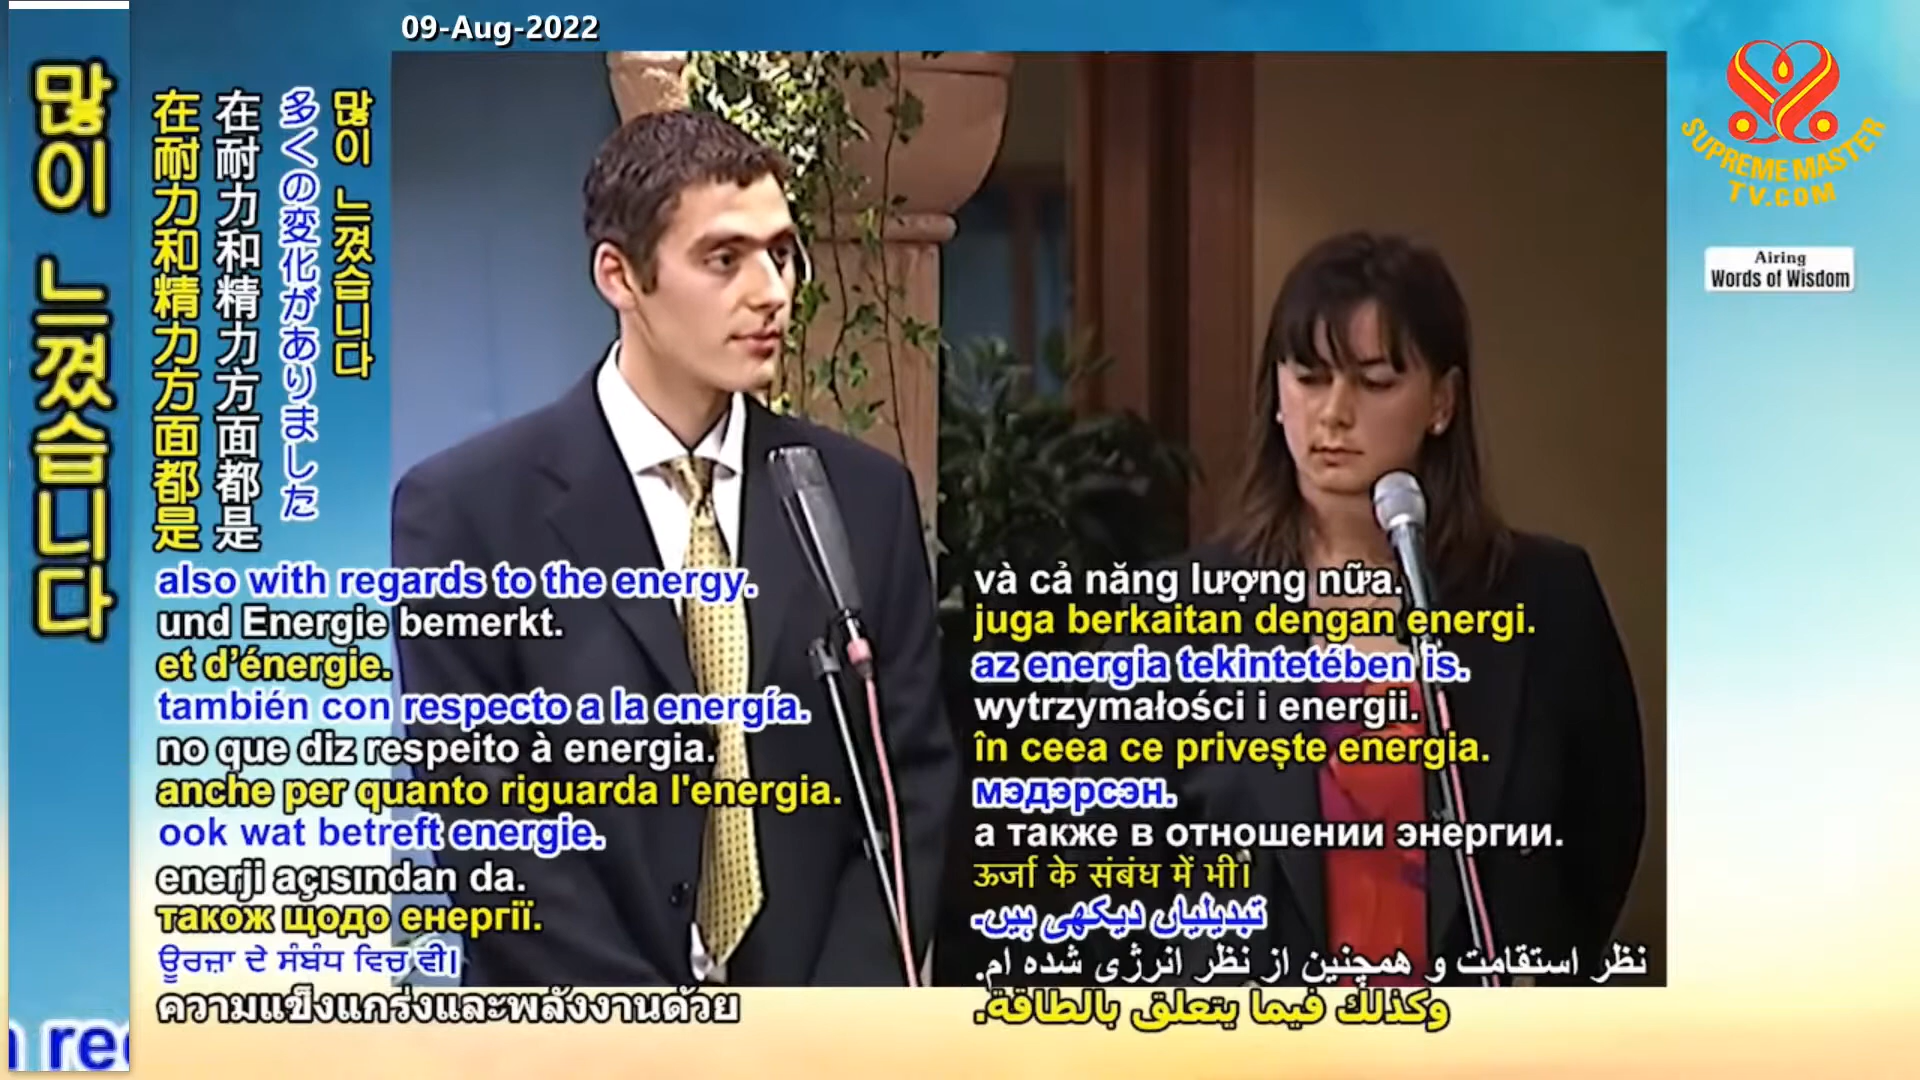 09-Aug-2022
많이 느꼈습니다
在耐力和精力方面都是
在耐力和精力方面都是
多くの変化がありました
많이 느꼈습니다
SUPREME MASTER
TV.COM
Airing
Words of Wisdom
also with regards to the energy.
und Energie bemerkt.
et d’énergie.
también con respecto a la energía.
no que diz respeito à energia.
anche per quanto riguarda l'energia.
ook wat betreft energie.
enerji açısından da.
також щодо енергії.
ਊਰਜਾ ਦੇ ਸੰਬੰਧ ਵਿਚ ਵੀ।
ความแข็งแกร่งและพลังงานด้วย
và cả năng lượng nữa.
juga berkaitan dengan energi.
az energia tekintetében is.
wytrzymałości i energii.
în ceea ce privește energia.
мэдэрсэн.
а также в отношении энергии.
ऊर्जा के संबंध में भी।
تبدیلیاں دیکھی ہیں۔
نظر استقامت و همچنین از نظر انرژی شده ام.
وكذلك فيما يتعلق بالطاقة.